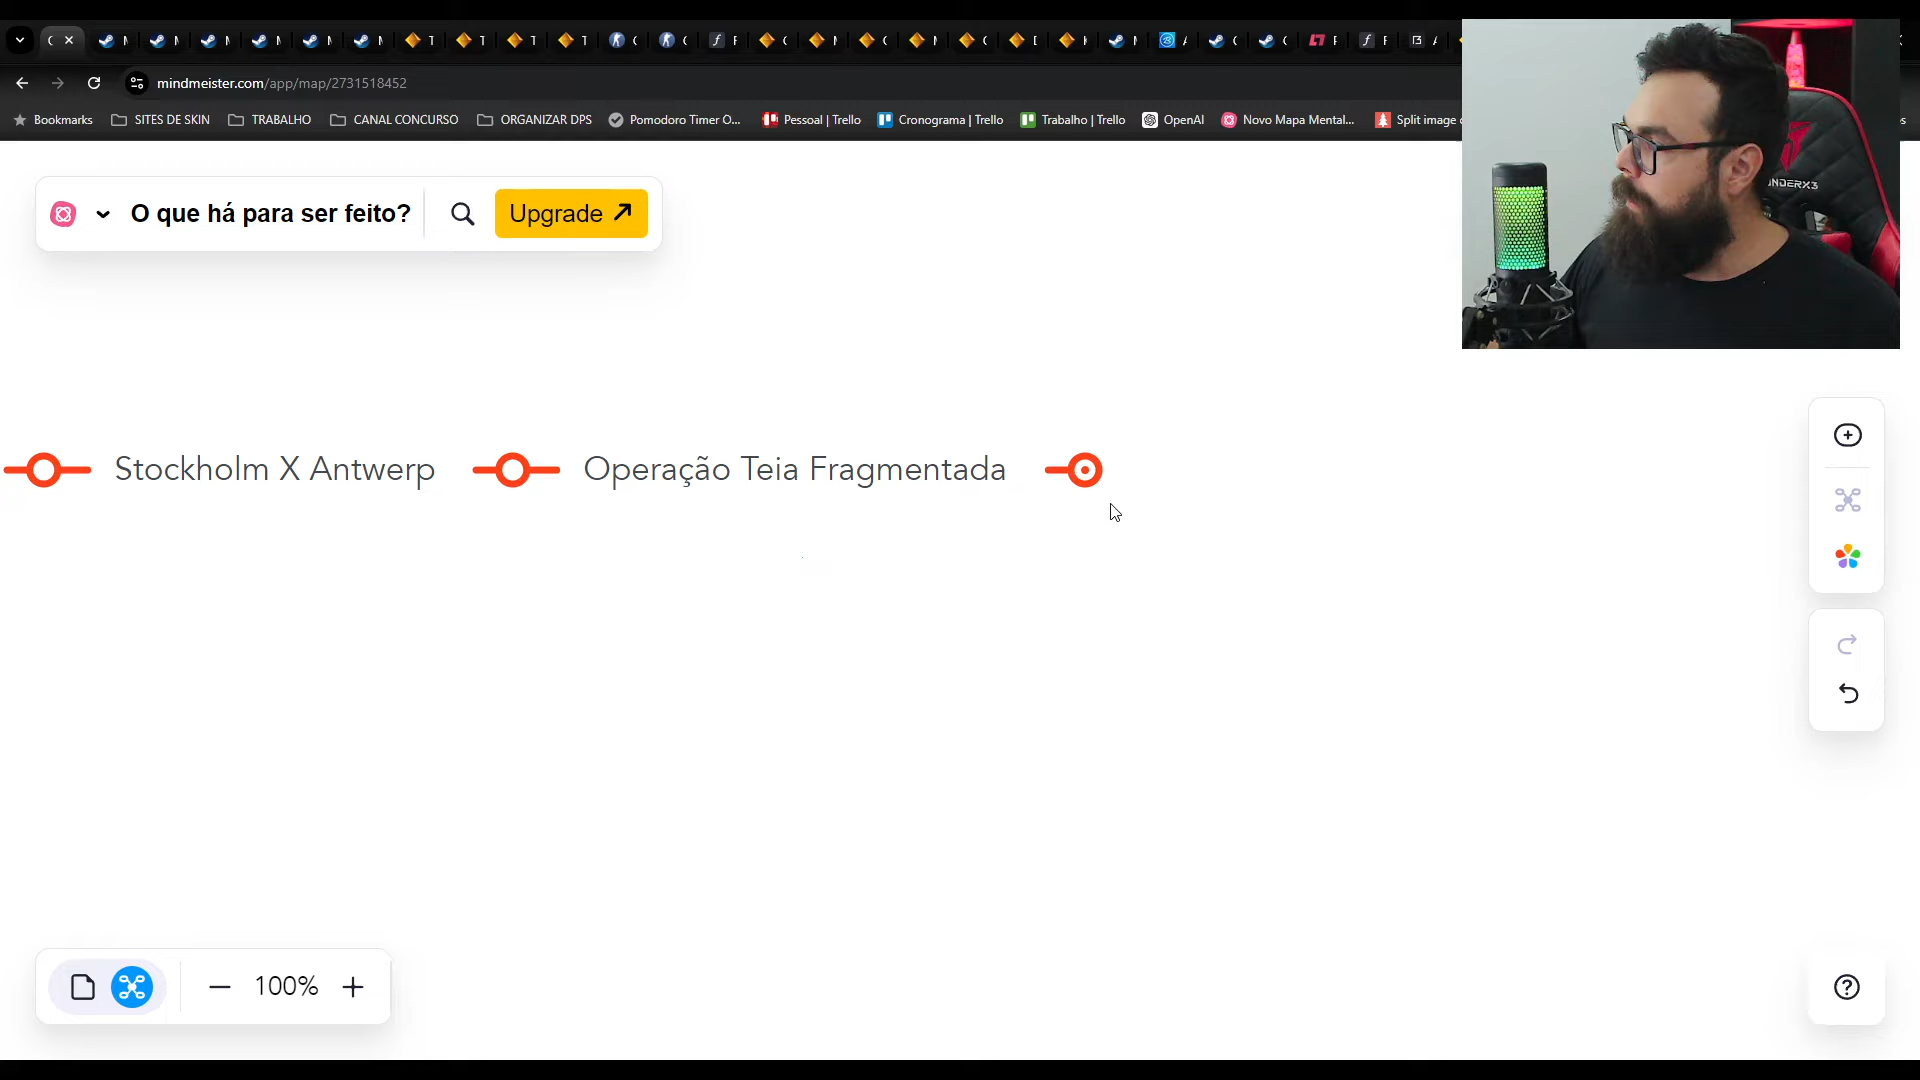 mindmeister.com/app/map/2731518452
Bookmarks
SITES DE SKIN
TRABALHO
CANAL CONCURSO
ORGANIZAR DPS
Pomodoro Timer O...
Pessoal | Trello
Cronograma | Trello
Trabalho | Trello
OpenAI
Novo Mapa Mental...
Split image
O que há para ser feito?
Upgrade
Stockholm X Antwerp
Operação Teia Fragmentada
100%